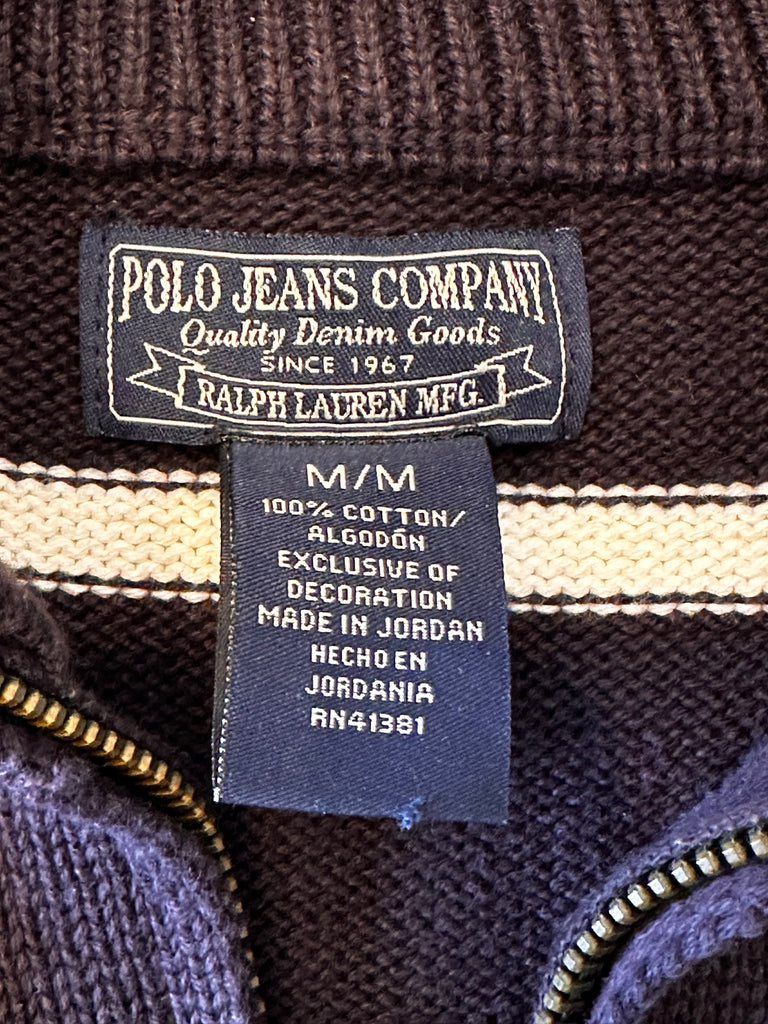 POLO JEANS COMPANY
Quality Denim Goods
SINCE 1967
RALPH LAUREN MFG.
M/M
100% COTTON/
ALGODÓN
EXCLUSIVE OF
DECORATION
MADE IN JORDAN
HECHO EN
JORDANIA
RN41381